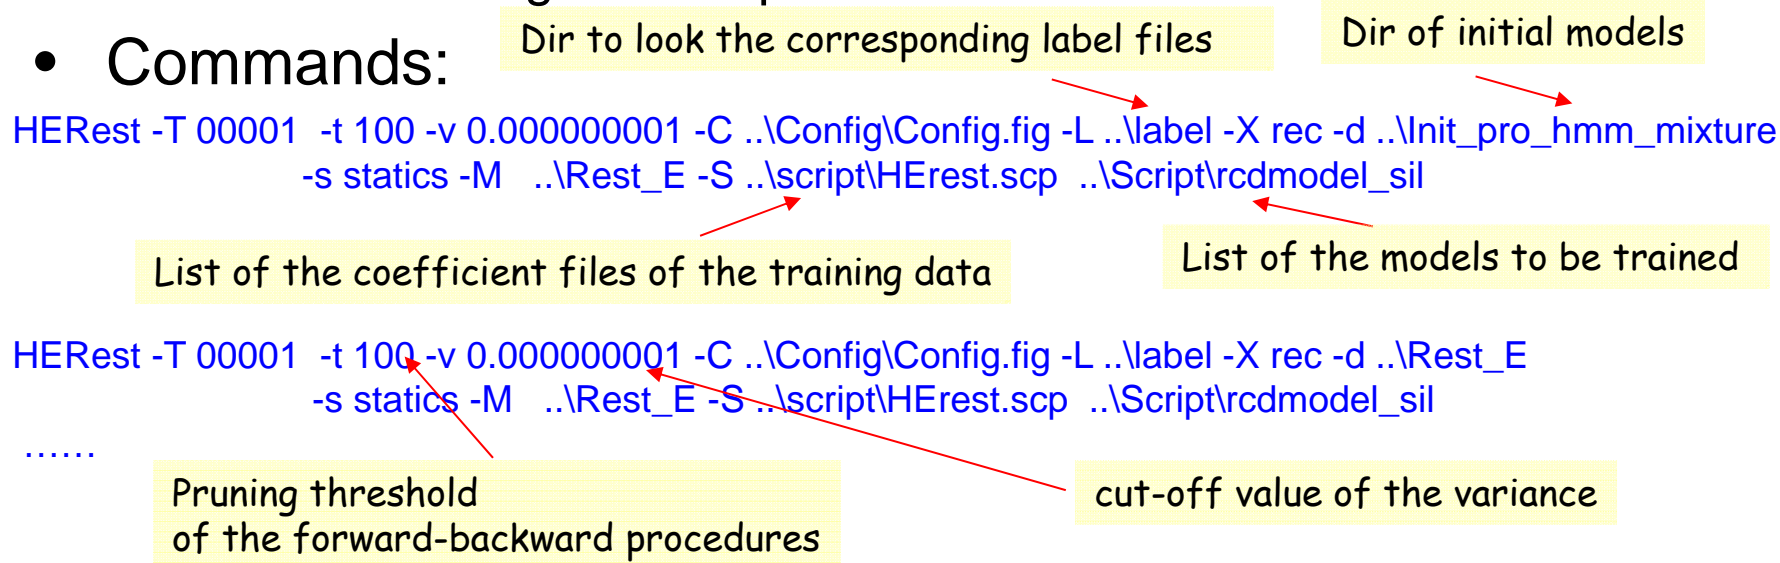 Dir to look the corresponding label files
Dir of initial models
• Commands:
HERest -T 00001 -t 100 -v 0.000000001 -C ..\Config\Config.fig -L ..\label -X rec -d ..\Init_pro_hmm_mixture
-s statics -M ..\Rest_E -S ..\script\HErest.scp ..\Script\rcdmodel_sil
List of the coefficient files of the training data
List of the models to be trained
HERest -T 00001 -t 100 -v 0.000000001 -C ..\Config\Config.fig -L ..\label -X rec -d ..\Rest_E
-s statics -M ..\Rest_E -S ..\script\HErest.scp ..\Script\rcdmodel_sil
……
Pruning threshold
of the forward-backward procedures
cut-off value of the variance